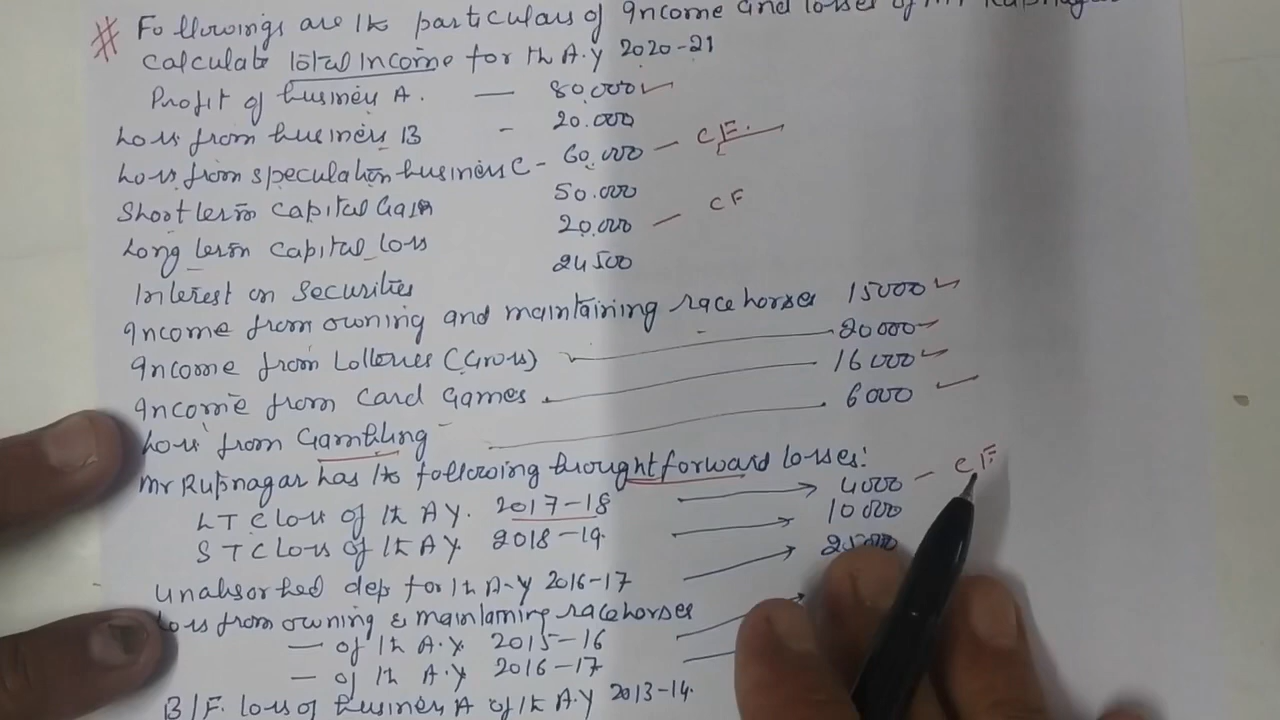 # Followings are the particulars of Income and losses of Mr Rupnagar
calculate total Income for the A.Y 2020-21
Profit of business A. — 80,000
Loss from business B - 20.000
Loss from speculation business C - 60,000 — CF.
Short term capital Gain 50.000
Long term capital loss 20,000 — CF
Interest on securities 24500
Income from owning and maintaining race horses 15000
Income from Lotteries (Gross) 20000
Income from Card Games 16000
Loss from Gambling 6000
Mr Rupnagar has the following brought forward losses:
LTC loss of the A.Y. 2017-18 4000 — CF.
STC loss of the A.Y. 2018-19 10000
Unabsorbed dep for the A.Y 2016-17
Loss from owning & maintaining race horses
— of the A.Y. 2015-16
— of the A.Y 2016-17
B/F. loss of business A of the A.Y 2013-14.